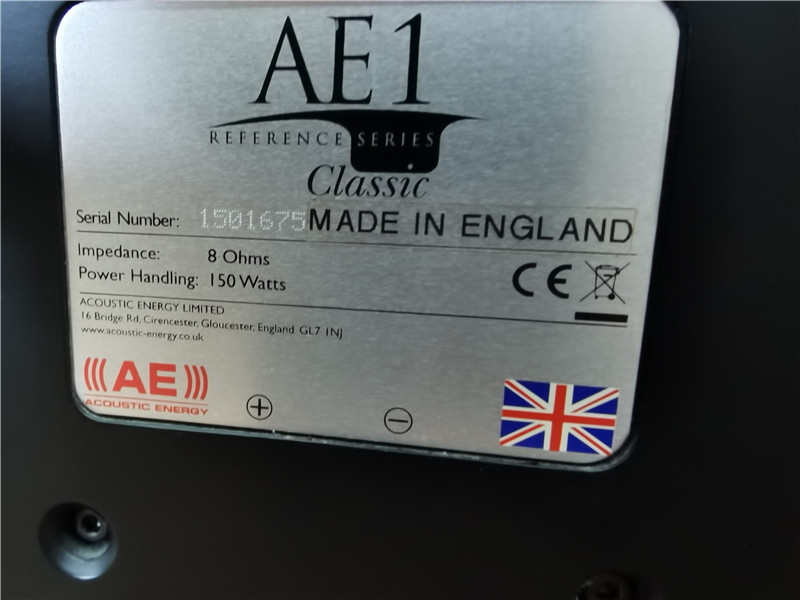 AE1
REFERENCE SERIES
Classic
Serial Number: 1501675 MADE IN ENGLAND
Impedance: 8 Ohms
Power Handling: 150 Watts
CE
ACOUSTIC ENERGY LIMITED
16 Bridge Rd, Cirencester, Gloucester, England GL7 1NJ
www.acoustic-energy.co.uk
AE
ACOUSTIC ENERGY
+ −